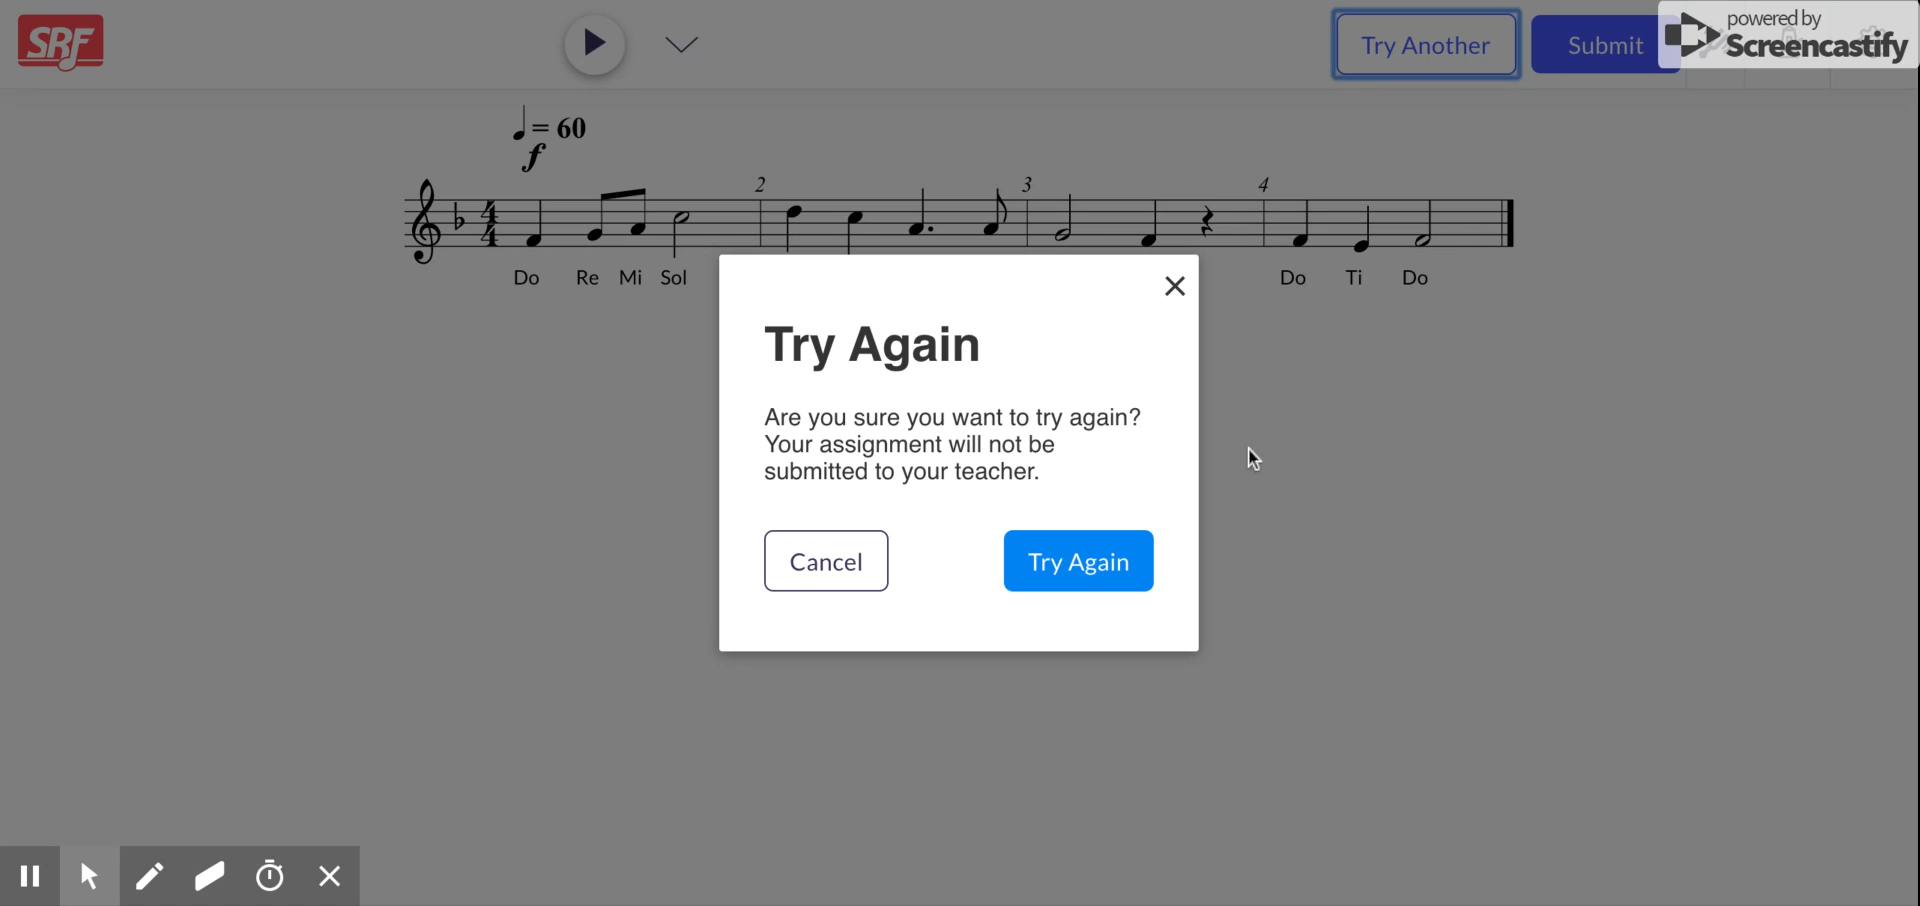 SRF
Try Another
Submit
powered by
Screencastify
= 60
f
2
3
4
4
4
Do Re Mi Sol
Do Ti Do
Try Again
Are you sure you want to try again?
Your assignment will not be
submitted to your teacher.
Cancel
Try Again